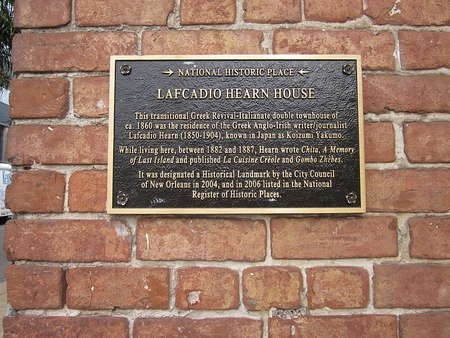 NATIONAL HISTORIC PLACE
LAFCADIO HEARN HOUSE
This transitional Greek Revival-Italianate double townhouse of
ca. 1860 was the residence of the Greek Anglo-Irish writer/journalist
Lafcadio Hearn (1850-1904), known in Japan as Koizumi Yakumo.
While living here, between 1882 and 1887, Hearn wrote Chita, A Memory
of Last Island and published La Cuisine Créole and Gombo Zhèbes.
It was designated a Historical Landmark by the City Council
of New Orleans in 2004, and in 2006 listed in the National
Register of Historic Places.